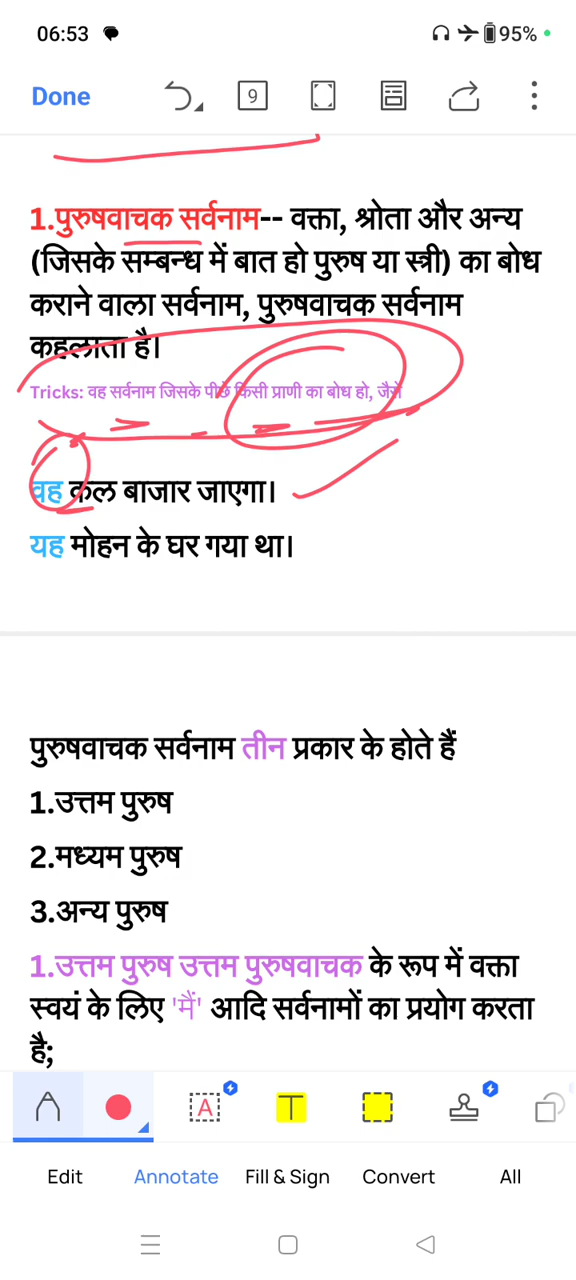 06:53
95%
Done
9
1.पुरुषवाचक सर्वनाम-- वक्ता, श्रोता और अन्य
(जिसके सम्बन्ध में बात हो पुरुष या स्त्री) का बोध
कराने वाला सर्वनाम, पुरुषवाचक सर्वनाम
कहलाता है।
Tricks: वह सर्वनाम जिसके पीछे किसी प्राणी का बोध हो, जैसे
वह कल बाजार जाएगा।
यह मोहन के घर गया था।
पुरुषवाचक सर्वनाम तीन प्रकार के होते हैं
1.उत्तम पुरुष
2.मध्यम पुरुष
3.अन्य पुरुष
1.उत्तम पुरुष उत्तम पुरुषवाचक के रूप में वक्ता
स्वयं के लिए 'मैं' आदि सर्वनामों का प्रयोग करता
है;
A T
Edit Annotate Fill & Sign Convert All